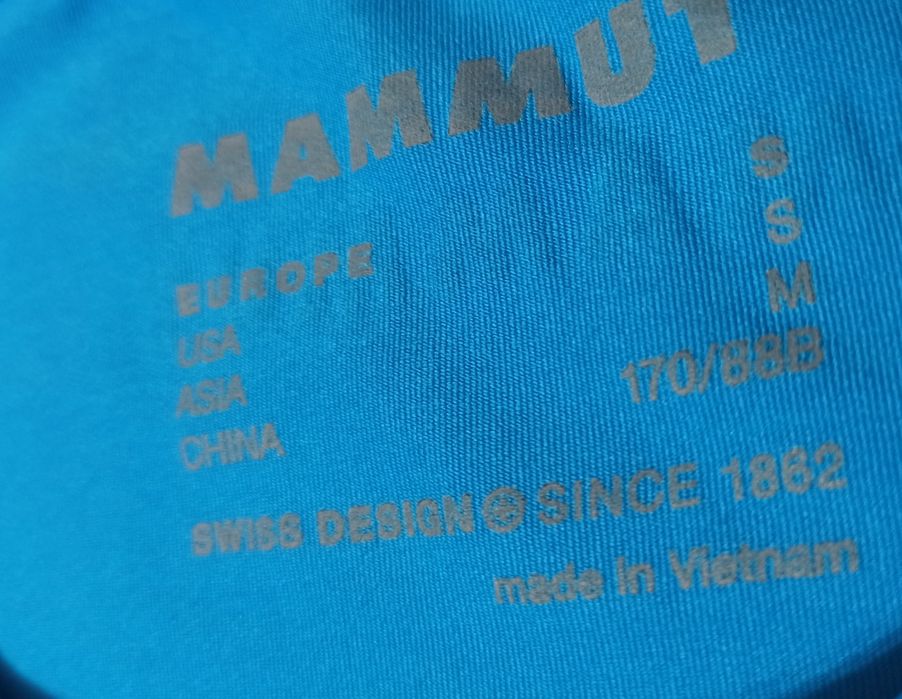 MAMMUT
EUROPE S
USA S
ASIA M
CHINA 170/88B
SWISS DESIGN SINCE 1862
made in Vietnam